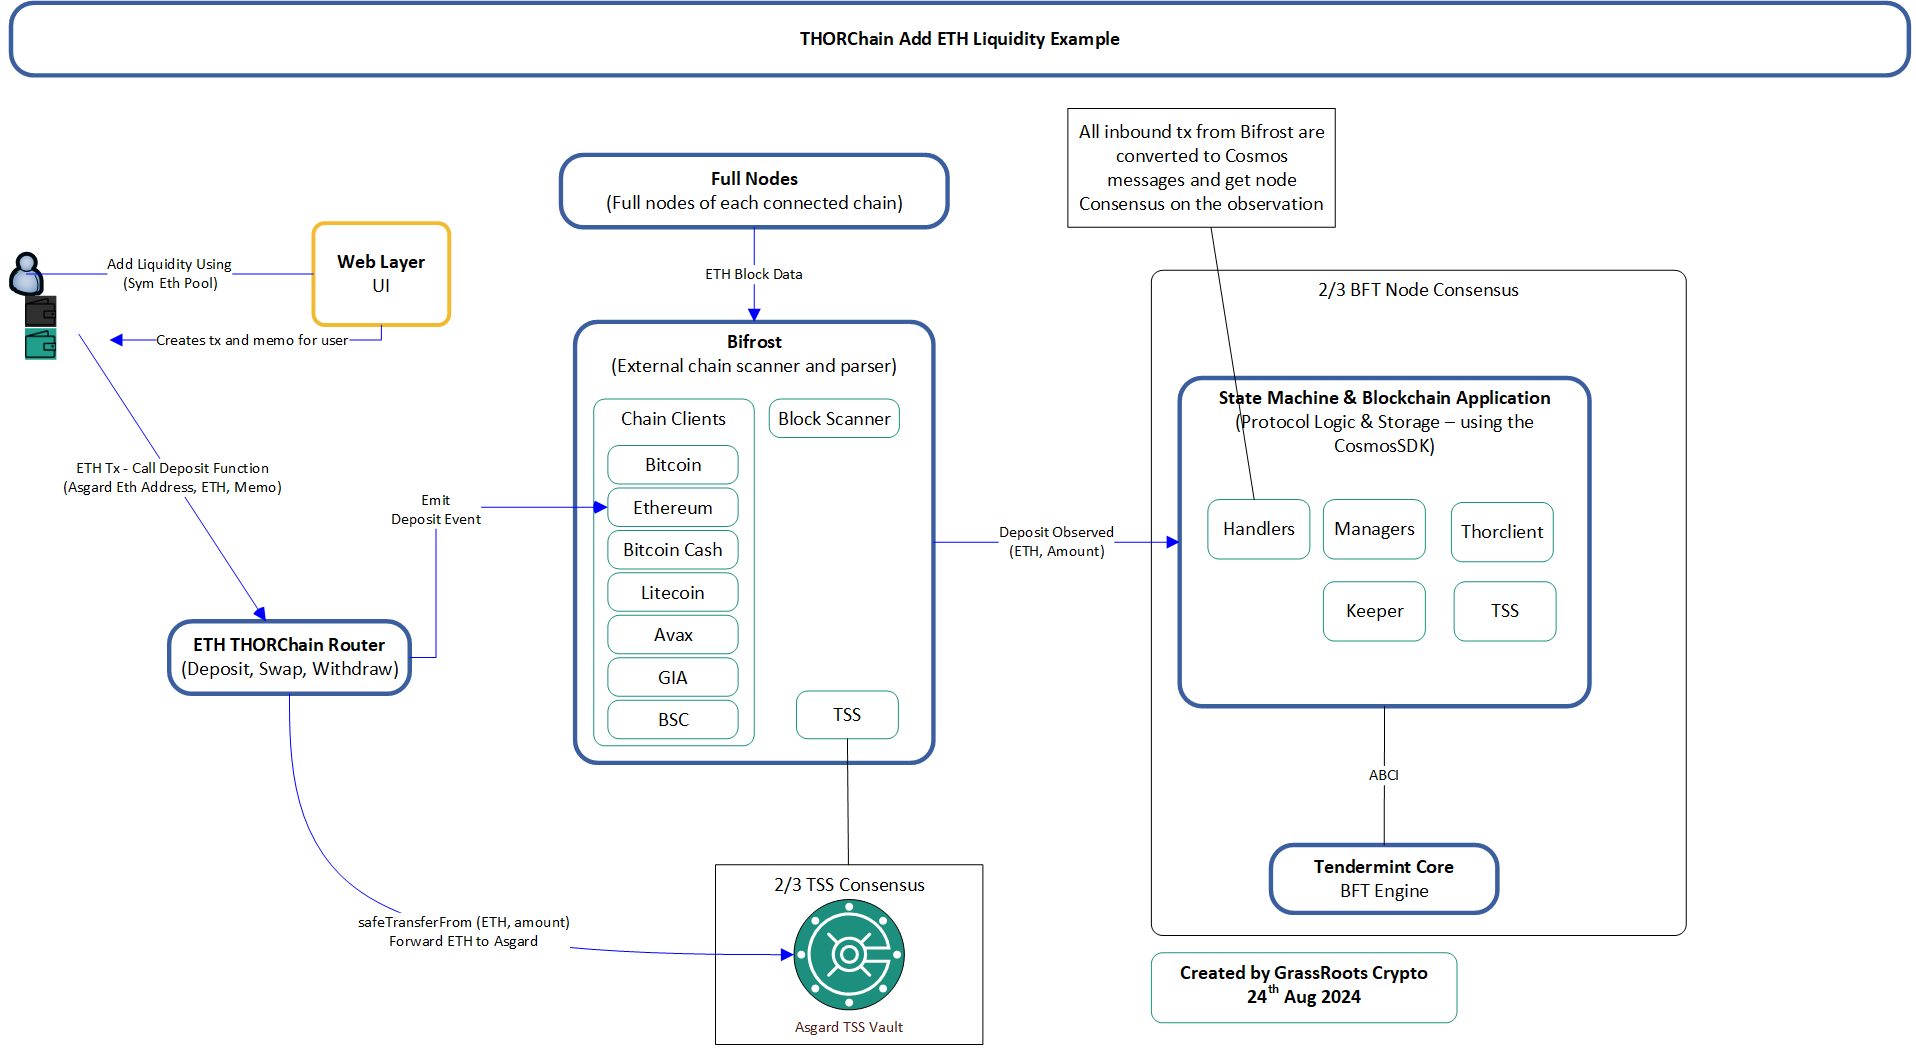 THORChain Add ETH Liquidity Example
All inbound tx from Bifrost are
converted to Cosmos
messages and get node
Consensus on the observation
Full Nodes
(Full nodes of each connected chain)
Web Layer
UI
Add Liquidity Using
(Sym Eth Pool)
Creates tx and memo for user
ETH Block Data
2/3 BFT Node Consensus
Bifrost
(External chain scanner and parser)
Chain Clients
Block Scanner
Bitcoin
Ethereum
Bitcoin Cash
Litecoin
Avax
GIA
BSC
TSS
State Machine & Blockchain Application
(Protocol Logic & Storage – using the
CosmosSDK)
Handlers
Managers
Thorclient
Keeper
TSS
ETH Tx - Call Deposit Function
(Asgard Eth Address, ETH, Memo)
Emit
Deposit Event
Deposit Observed
(ETH, Amount)
ETH THORChain Router
(Deposit, Swap, Withdraw)
ABCI
Tendermint Core
BFT Engine
2/3 TSS Consensus
safeTransferFrom (ETH, amount)
Forward ETH to Asgard
Asgard TSS Vault
Created by GrassRoots Crypto
24th Aug 2024